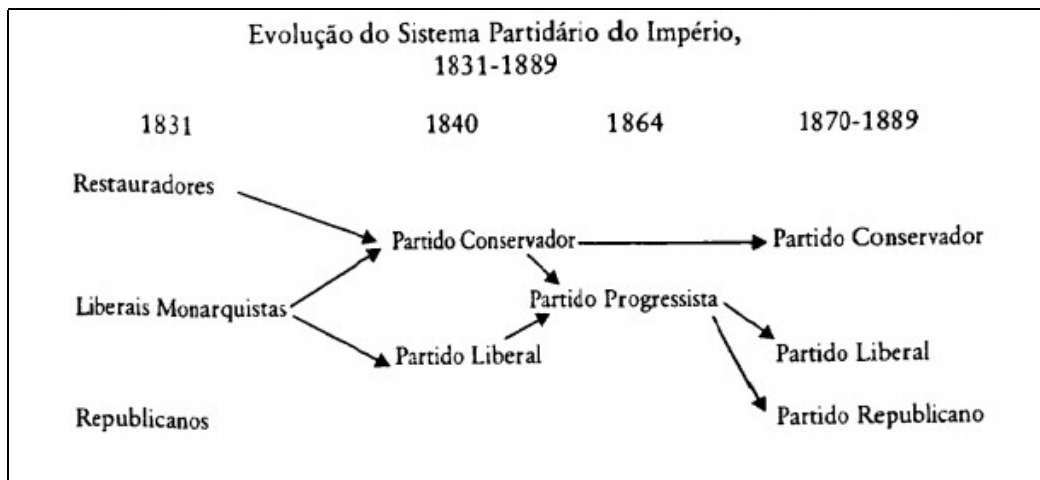 Evolução do Sistema Partidário do Império,
1831-1889
1831 1840 1864 1870-1889
Restauradores
Partido Conservador Partido Conservador
Liberais Monarquistas Partido Progressista
Partido Liberal Partido Liberal
Republicanos Partido Republicano